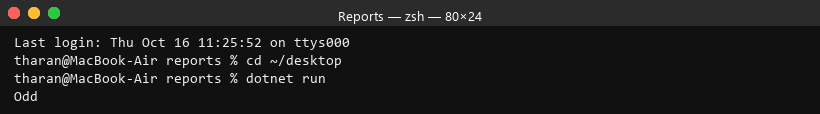 Reports — zsh — 80×24
Last login: Thu Oct 16 11:25:52 on ttys000
tharan@MacBook-Air reports % cd ~/desktop
tharan@MacBook-Air reports % dotnet run
Odd